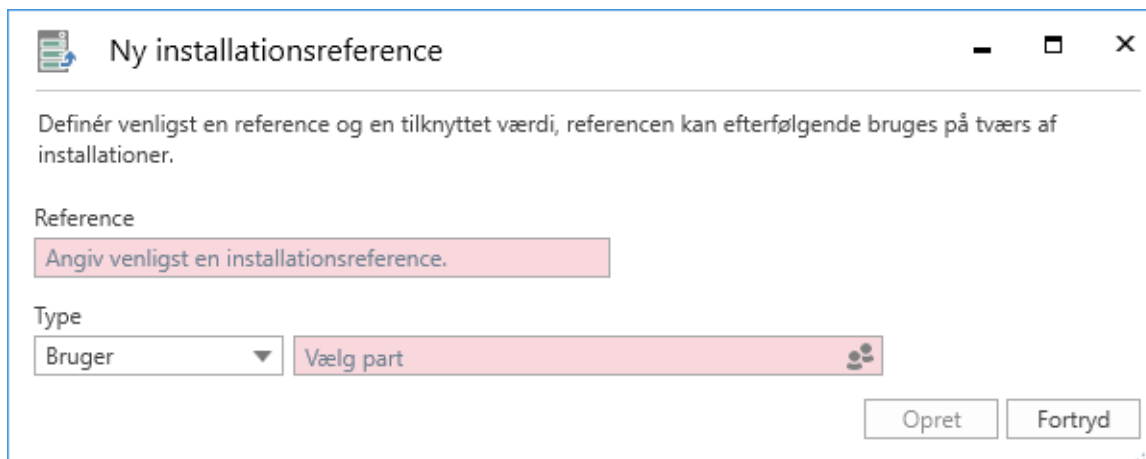 Ny installationsreference
Definér venligst en reference og en tilknyttet værdi, referencen kan efterfølgende bruges på tværs af
installationer.
Reference
Angiv venligst en installationsreference.
Type
Bruger
Vælg part
Opret
Fortryd